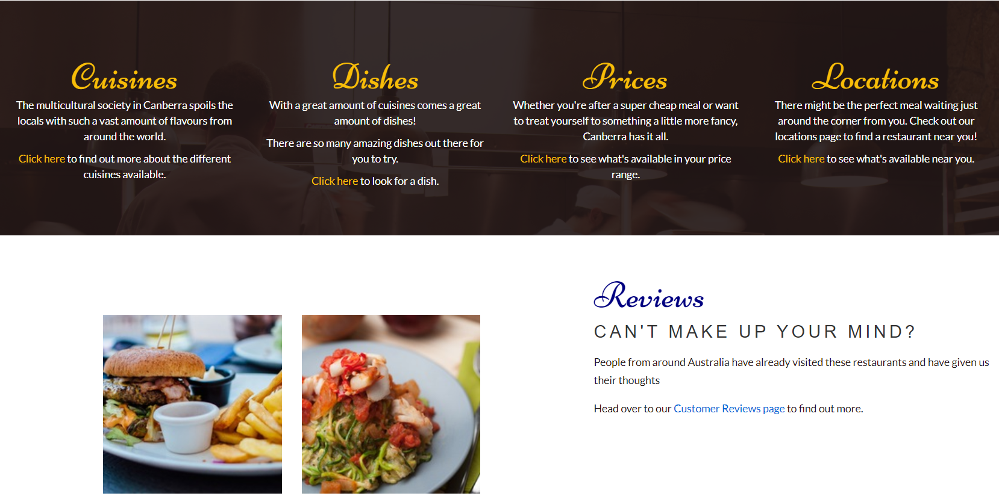 Cuisines
The multicultural society in Canberra spoils the
locals with such a vast amount of flavours from
around the world.
Click here to find out more about the different
cuisines available.
Dishes
With a great amount of cuisines comes a great
amount of dishes!
There are so many amazing dishes out there for
you to try.
Click here to look for a dish.
Prices
Whether you're after a super cheap meal or want
to treat yourself to something a little more fancy,
Canberra has it all.
Click here to see what's available in your price
range.
Locations
There might be the perfect meal waiting just
around the corner from you. Check out our
locations page to find a restaurant near you!
Click here to see what's available near you.
Reviews
CAN'T MAKE UP YOUR MIND?
People from around Australia have already visited these restaurants and have given us
their thoughts
Head over to our Customer Reviews page to find out more.